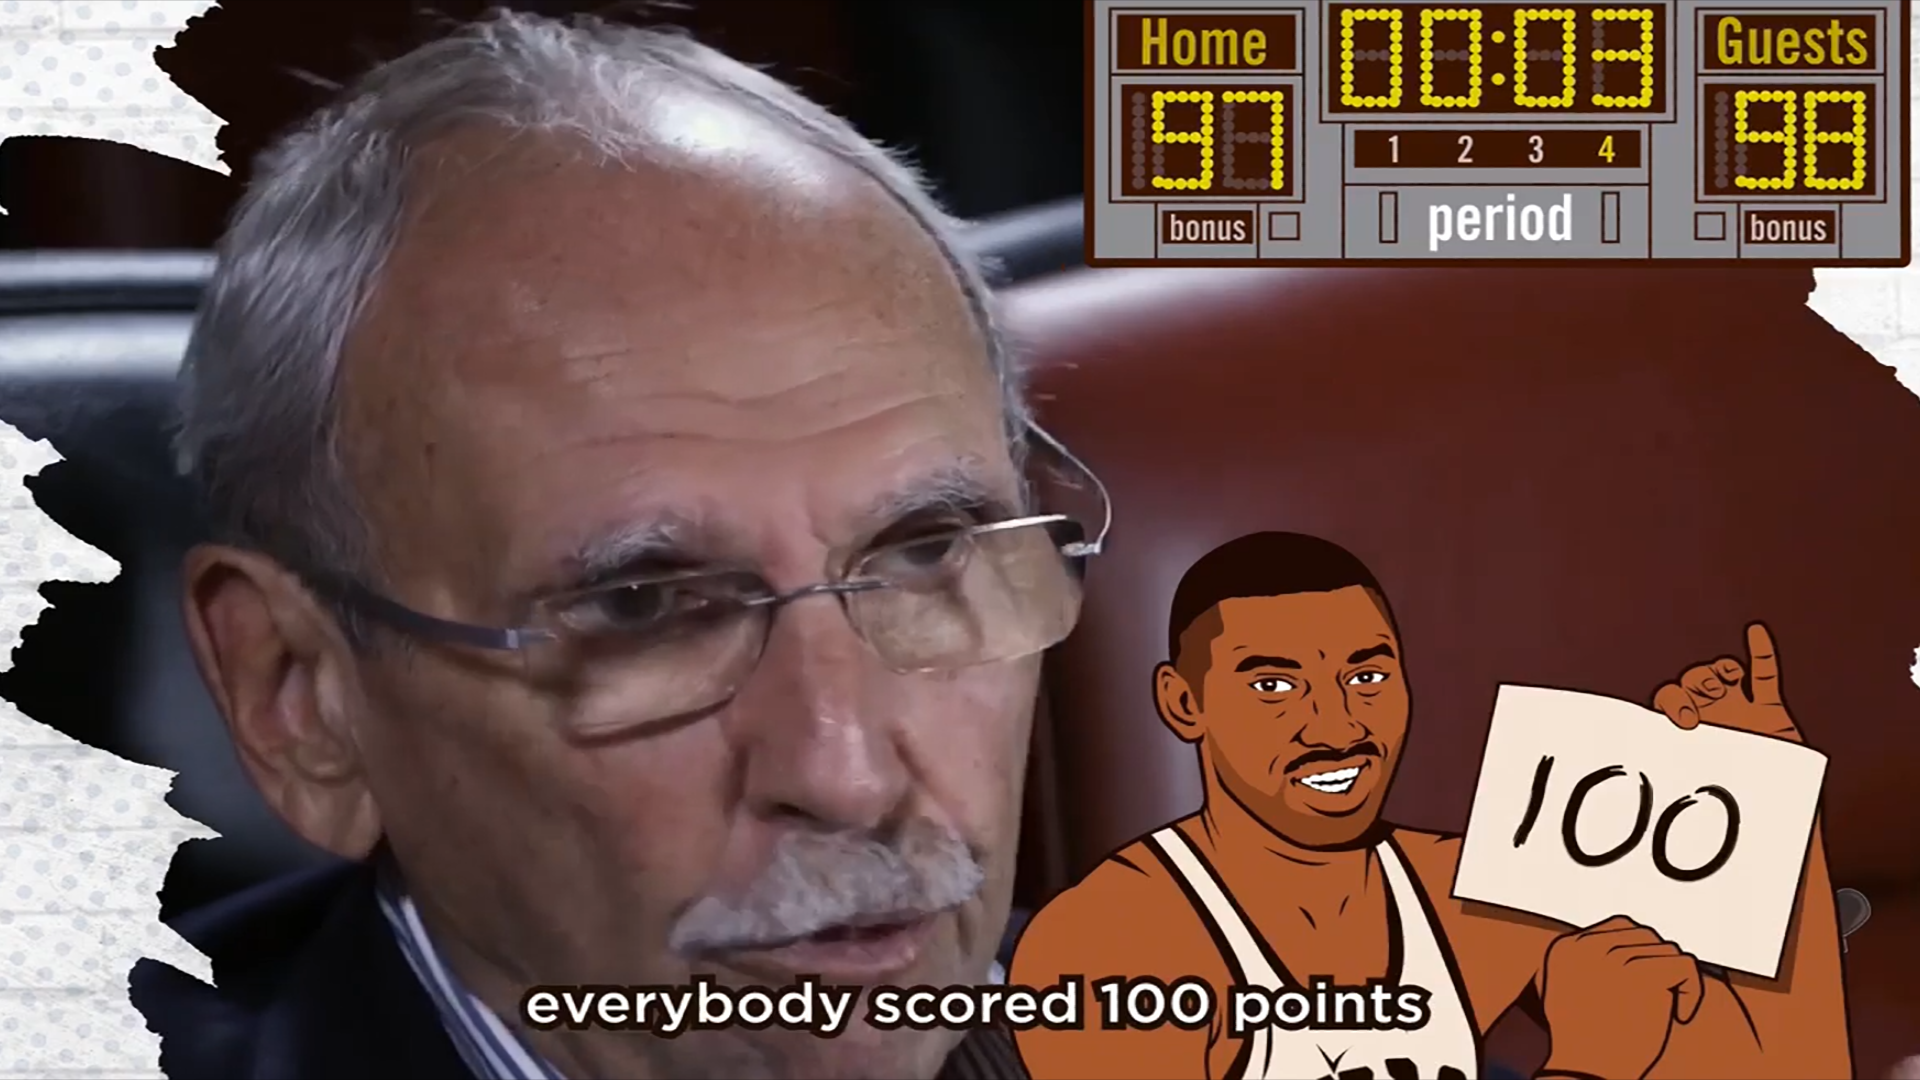 Home 00:03 Guests
97 1 2 3 4 98
bonus period bonus
100
everybody scored 100 points